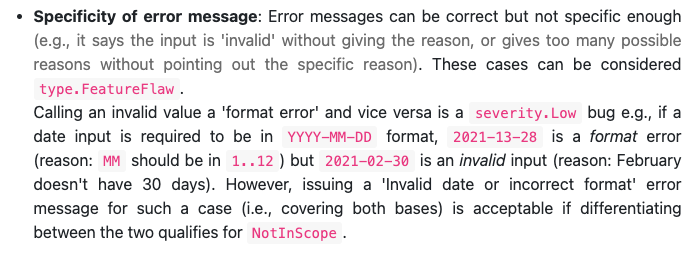 • Specificity of error message: Error messages can be correct but not specific enough
(e.g., it says the input is 'invalid' without giving the reason, or gives too many possible
reasons without pointing out the specific reason). These cases can be considered
type.FeatureFlaw.
Calling an invalid value a 'format error' and vice versa is a severity.Low bug e.g., if a
date input is required to be in YYYY-MM-DD format, 2021-13-28 is a format error
(reason: MM should be in 1..12) but 2021-02-30 is an invalid input (reason: February
doesn't have 30 days). However, issuing a 'Invalid date or incorrect format' error
message for such a case (i.e., covering both bases) is acceptable if differentiating
between the two qualifies for NotInScope.